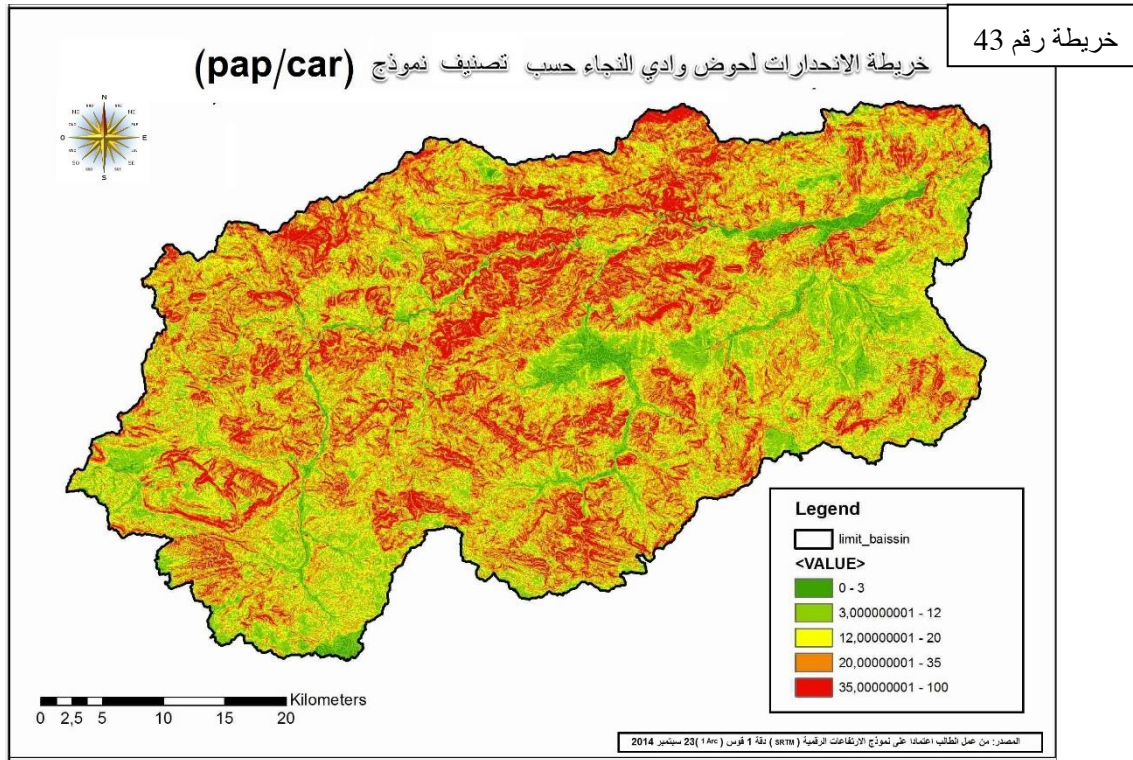 خريطة رقم 43
خريطة الانحدارات لحوض وادي النجاء حسب تصنيف نموذج (pap/car)
N
O
E
S
Legend
limit_baissin
<VALUE>
0 - 3
3,000000001 - 12
12,00000001 - 20
20,00000001 - 35
35,00000001 - 100
Kilometers
0 2,5 5 10 15 20
المصدر: من عمل الطالب اعتمادا على نموذج الارتفاعات الرقمية ( SRTM ) دقة 1 قوس ( 1 Arc )23 سبتمبر 2014